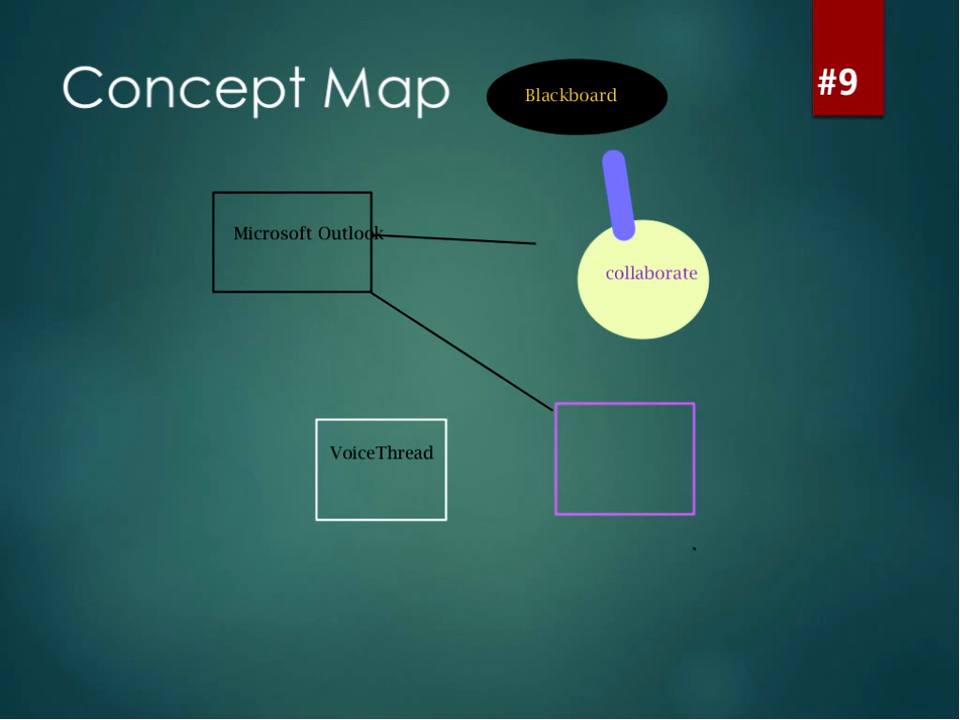 Concept Map
Blackboard
#9
Microsoft Outlook
collaborate
VoiceThread